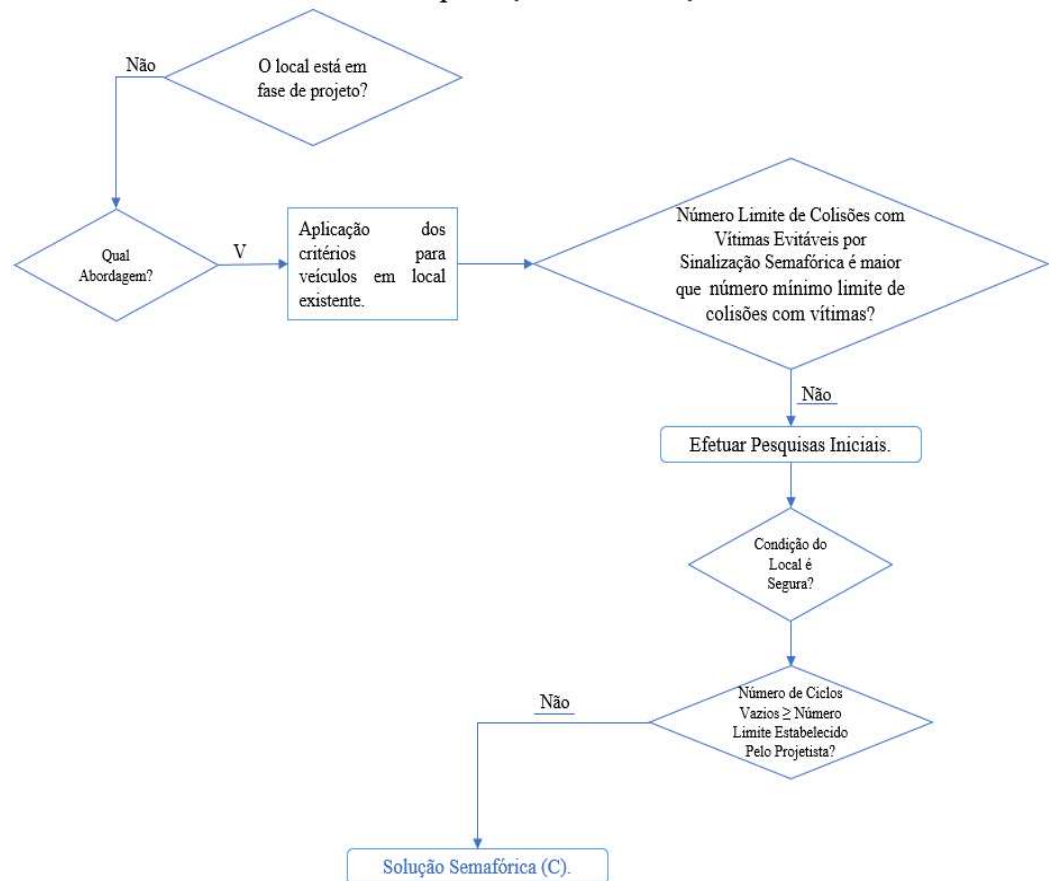 Não
O local está em
fase de projeto?
Qual
Abordagem?
V
Aplicação dos
critérios para
veículos em local
existente.
Número Limite de Colisões com
Vítimas Evitáveis por
Sinalização Semafórica é maior
que número mínimo limite de
colisões com vítimas?
Não
Efetuar Pesquisas Iniciais.
Condição do
Local é
Segura?
Não
Número de Ciclos
Vazios ≥ Número
Limite Estabelecido
Pelo Projetista?
Solução Semafórica (C).